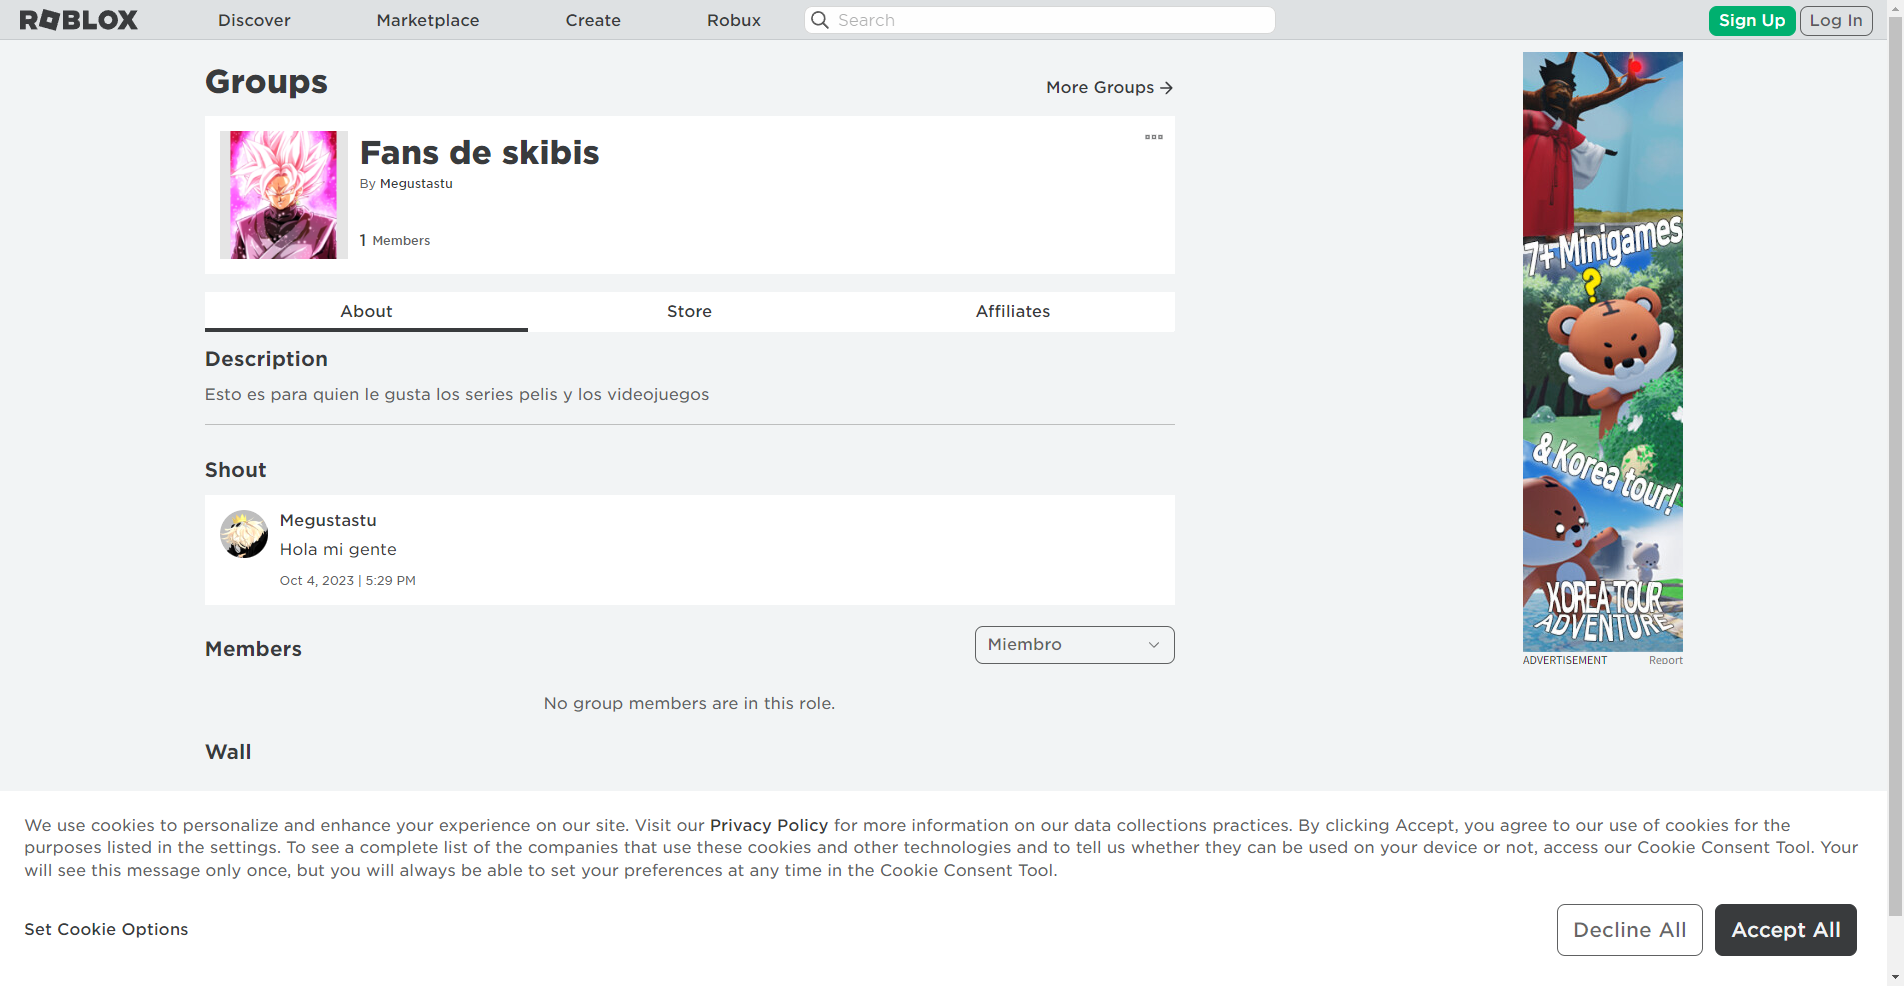 ROBLOX
Discover
Marketplace
Create
Robux
Search
Sign Up
Log In
Groups
More Groups
Fans de skibis
By Megustastu
1 Members
About
Store
Affiliates
Description
Esto es para quien le gusta los series pelis y los videojuegos
Shout
Megustastu
Hola mi gente
Oct 4, 2023 | 5:29 PM
Members
Miembro
No group members are in this role.
Wall
7+ Minigames
?
& Korea tour!
KOREA TOUR
ADVENTURE
ADVERTISEMENT
Report
We use cookies to personalize and enhance your experience on our site. Visit our Privacy Policy for more information on our data collections practices. By clicking Accept, you agree to our use of cookies for the
purposes listed in the settings. To see a complete list of the companies that use these cookies and other technologies and to tell us whether they can be used on your device or not, access our Cookie Consent Tool. Your
will see this message only once, but you will always be able to set your preferences at any time in the Cookie Consent Tool.
Set Cookie Options
Decline All
Accept All